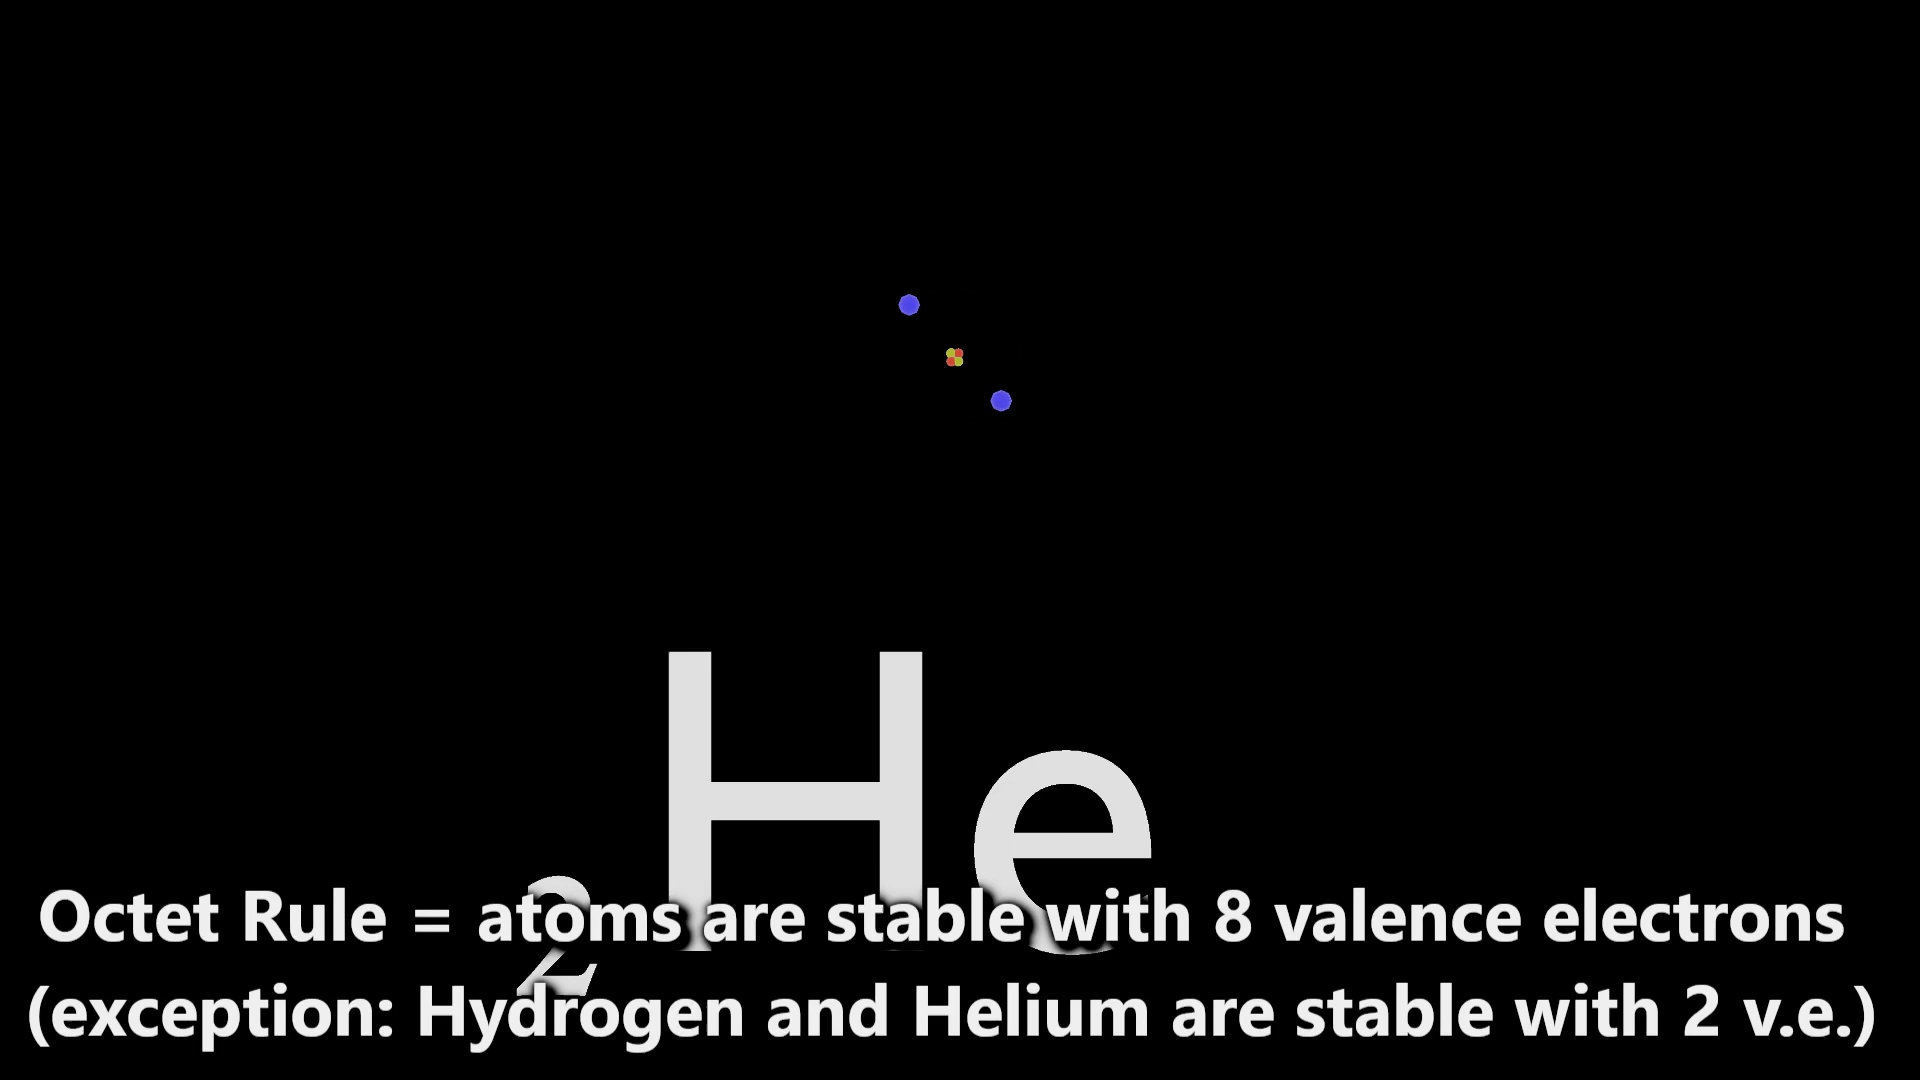 2He
Octet Rule = atoms are stable with 8 valence electrons
(exception: Hydrogen and Helium are stable with 2 v.e.)